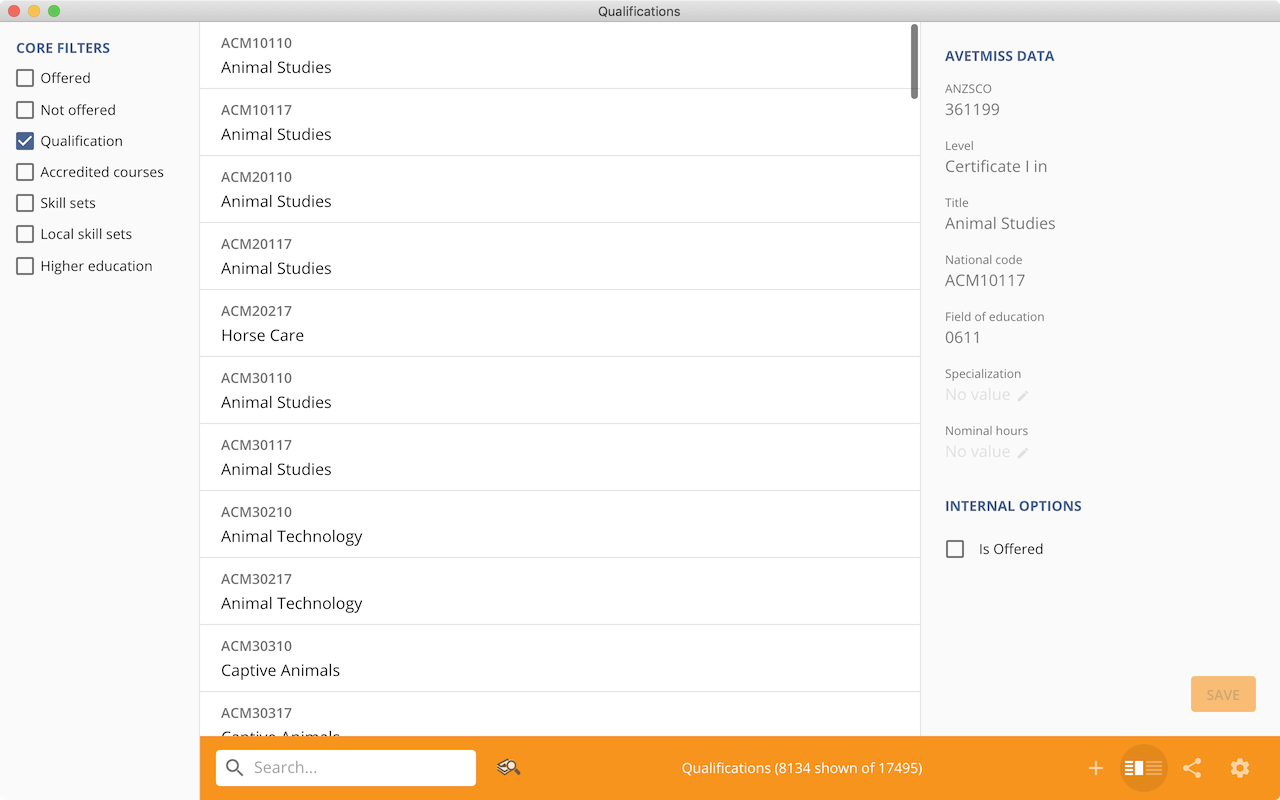 Qualifications
CORE FILTERS
Offered
Not offered
Qualification
Accredited courses
Skill sets
Local skill sets
Higher education
ACM10110
Animal Studies
ACM10117
Animal Studies
ACM20110
Animal Studies
ACM20117
Animal Studies
ACM20217
Horse Care
ACM30110
Animal Studies
ACM30117
Animal Studies
ACM30210
Animal Technology
ACM30217
Animal Technology
ACM30310
Captive Animals
ACM30317
Captive Animals
AVETMISS DATA
ANZSCO
361199
Level
Certificate I in
Title
Animal Studies
National code
ACM10117
Field of education
0611
Specialization
No value
Nominal hours
No value
INTERNAL OPTIONS
Is Offered
SAVE
Search...
Qualifications (8134 shown of 17495)